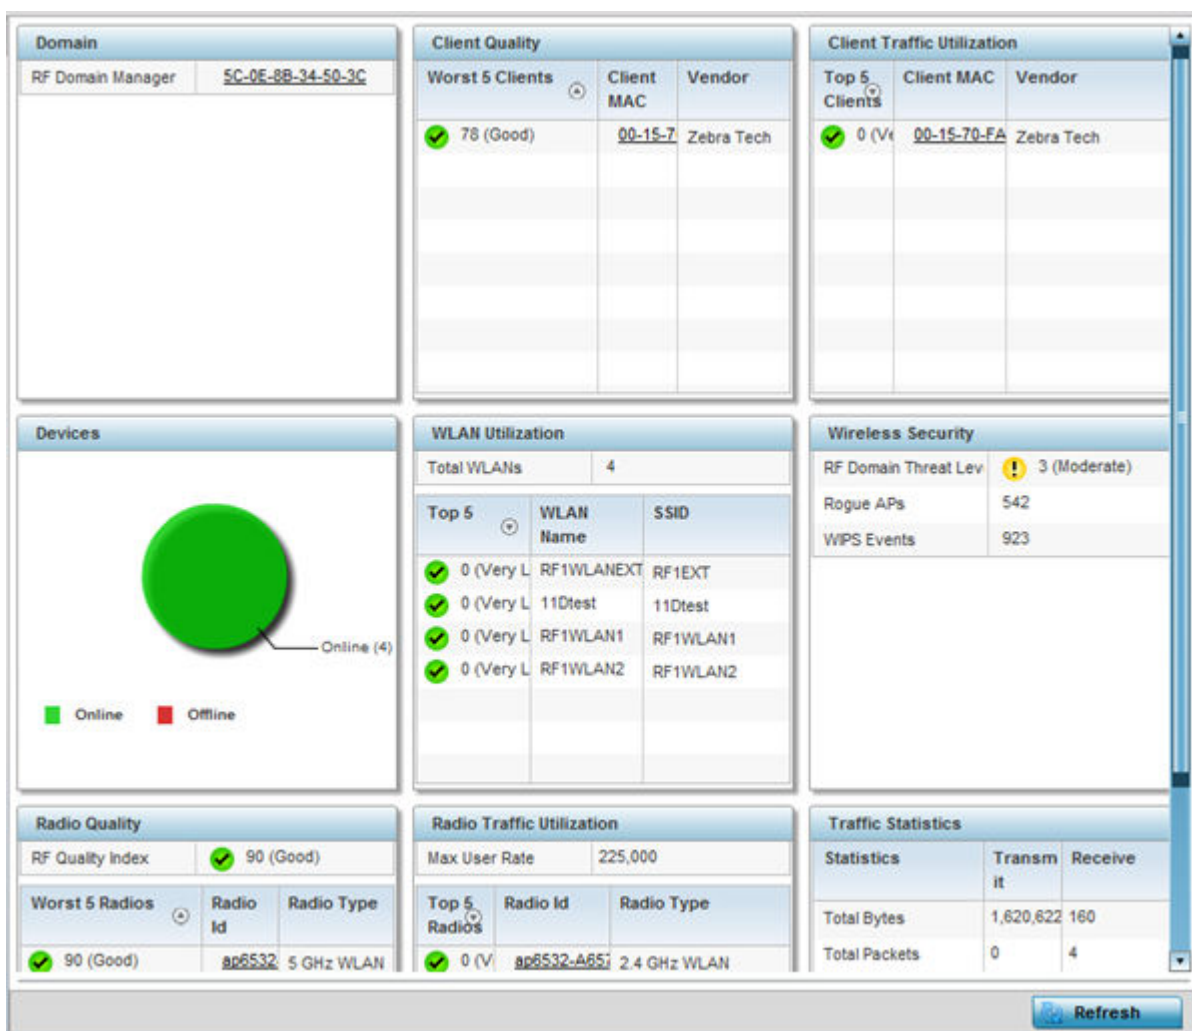 Domain
RF Domain Manager 5C-0E-8B-34-50-3C
Client Quality
Worst 5 Clients Client MAC Vendor
78 (Good) 00-15-7 Zebra Tech
Client Traffic Utilization
Top 5 Clients Client MAC Vendor
0 (Ve 00-15-70-FA Zebra Tech
Devices
Online (4)
Online Offline
WLAN Utilization
Total WLANs 4
Top 5 WLAN Name SSID
0 (Very L RF1WLANEXT RF1EXT
0 (Very L 11Dtest 11Dtest
0 (Very L RF1WLAN1 RF1WLAN1
0 (Very L RF1WLAN2 RF1WLAN2
Wireless Security
RF Domain Threat Lev 3 (Moderate)
Rogue APs 542
WIPS Events 923
Radio Quality
RF Quality Index 90 (Good)
Worst 5 Radios Radio Id Radio Type
90 (Good) ap6532 5 GHz WLAN
Radio Traffic Utilization
Max User Rate 225,000
Top 5 Radios Radio Id Radio Type
0 (V ap6532-A657 2.4 GHz WLAN
Traffic Statistics
Statistics Transmit Receive
Total Bytes 1,620,622 160
Total Packets 0 4
Refresh